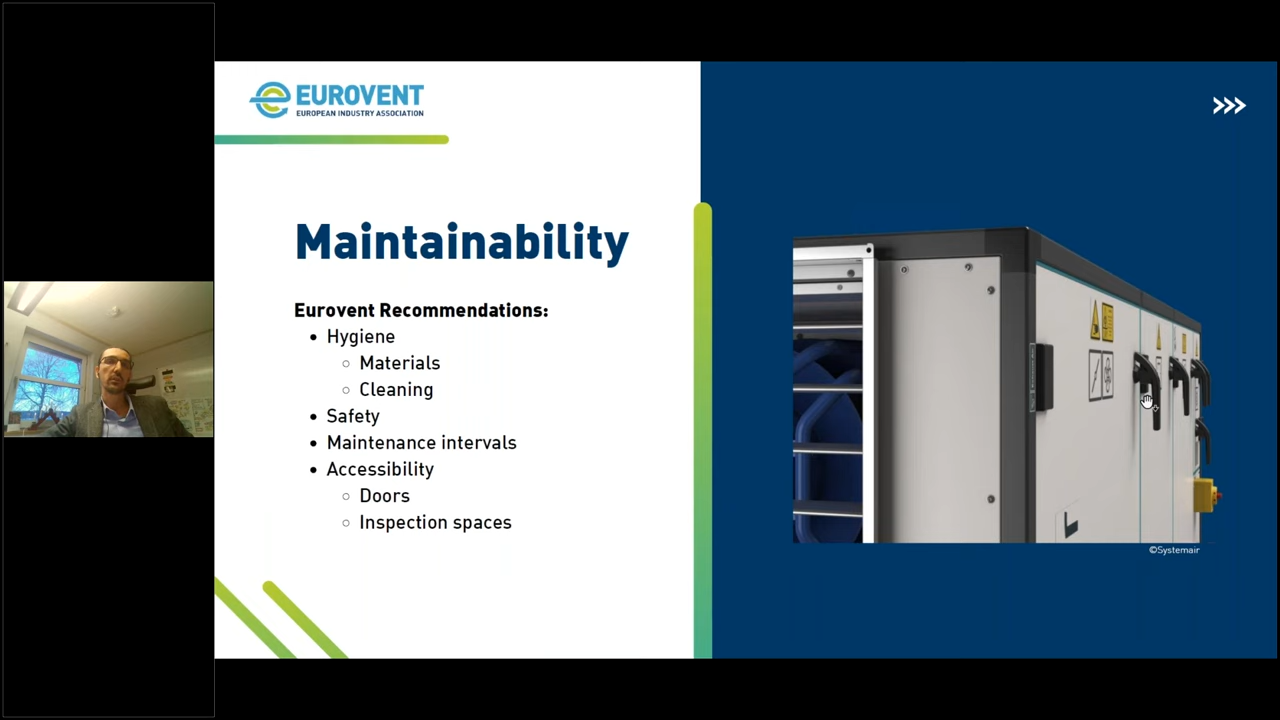 EUROVENT
EUROPEAN INDUSTRY ASSOCIATION
Maintainability
Eurovent Recommendations:
• Hygiene
○ Materials
○ Cleaning
• Safety
• Maintenance intervals
• Accessibility
○ Doors
○ Inspection spaces
©Systemair